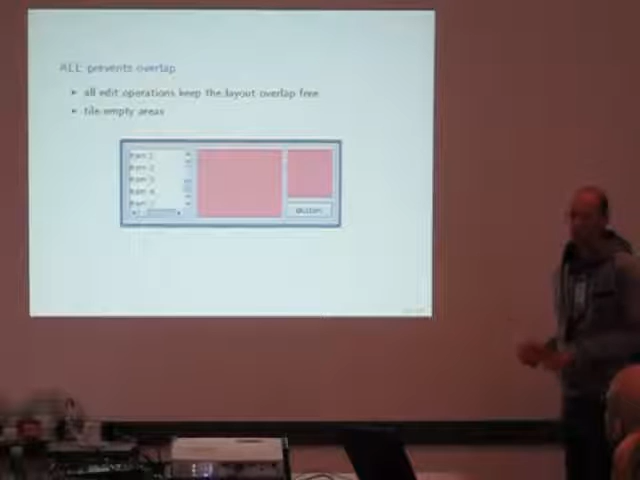 ALE prevents overlap
▸ all edit operations keep the layout overlap free
▸ tile empty areas
Item 1
Item 2
Item 3
Item 4
Button